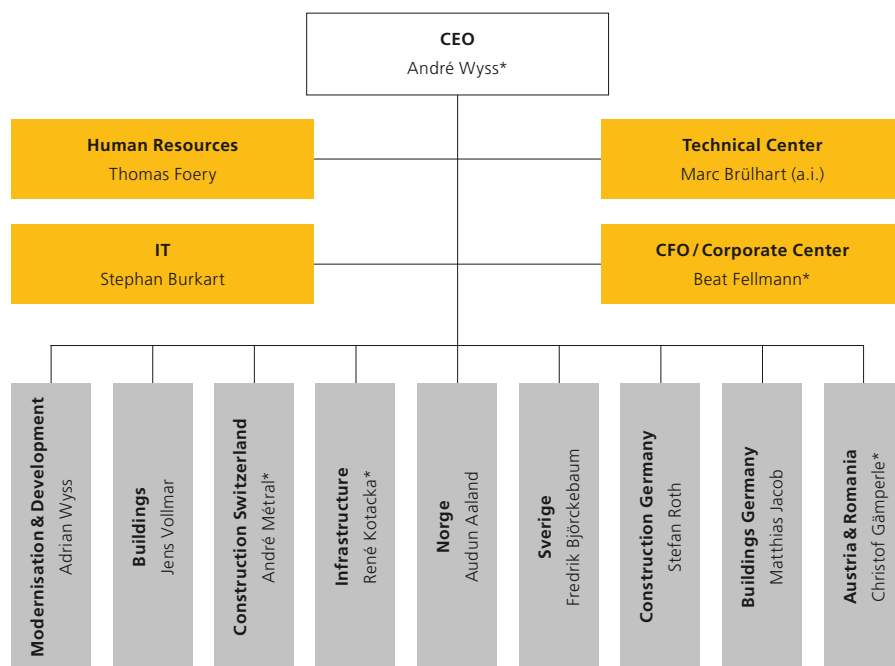 CEO
André Wyss*
Human Resources
Thomas Foery
Technical Center
Marc Brülhart (a.i.)
IT
Stephan Burkart
CFO / Corporate Center
Beat Fellmann*
Modernisation & Development
Adrian Wyss
Buildings
Jens Vollmar
Construction Switzerland
André Métral*
Infrastructure
René Kotacka*
Norge
Audun Aaland
Sverige
Fredrik Björckebaum
Construction Germany
Stefan Roth
Buildings Germany
Matthias Jacob
Austria & Romania
Christof Gämperle*